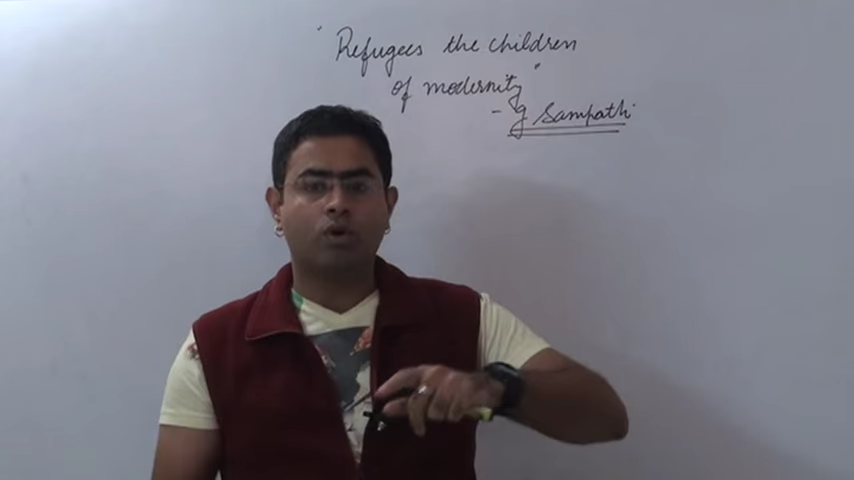 "Refugees the children
of modernity"
- g Sampath